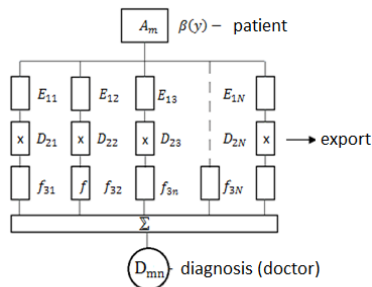 A_m β(y) – patient
E_11 E_12 E_13 E_1N
x D_21 x D_22 x D_23 D_2N x export
f_31 f f_32 f_3n f_3N
Σ
D_mn diagnosis (doctor)